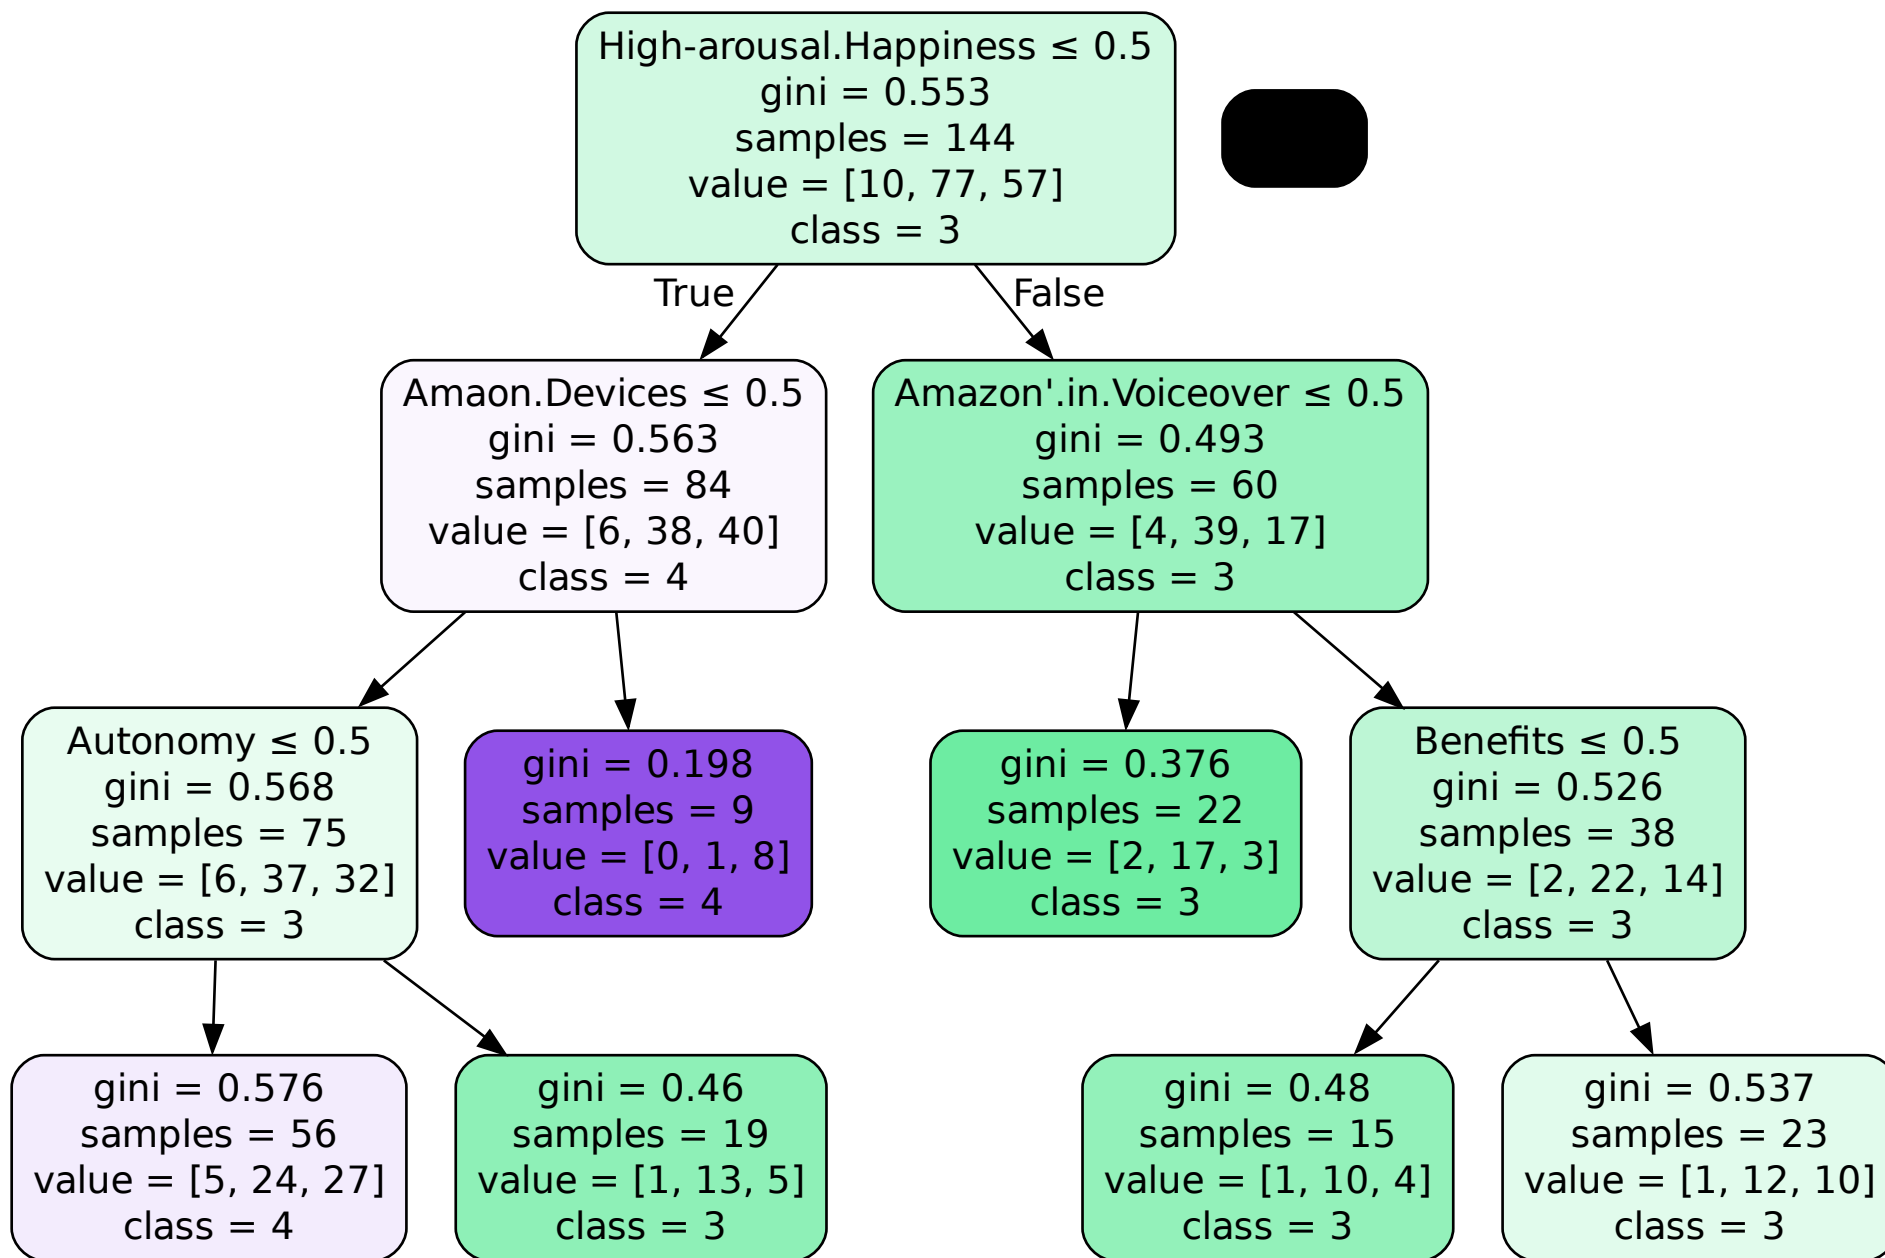 High-arousal.Happiness ≤ 0.5
gini = 0.553
samples = 144
value = [10, 77, 57]
class = 3
True
False
Amaon.Devices ≤ 0.5
gini = 0.563
samples = 84
value = [6, 38, 40]
class = 4
Amazon'.in.Voiceover ≤ 0.5
gini = 0.493
samples = 60
value = [4, 39, 17]
class = 3
Autonomy ≤ 0.5
gini = 0.568
samples = 75
value = [6, 37, 32]
class = 3
gini = 0.198
samples = 9
value = [0, 1, 8]
class = 4
gini = 0.376
samples = 22
value = [2, 17, 3]
class = 3
Benefits ≤ 0.5
gini = 0.526
samples = 38
value = [2, 22, 14]
class = 3
gini = 0.576
samples = 56
value = [5, 24, 27]
class = 4
gini = 0.46
samples = 19
value = [1, 13, 5]
class = 3
gini = 0.48
samples = 15
value = [1, 10, 4]
class = 3
gini = 0.537
samples = 23
value = [1, 12, 10]
class = 3